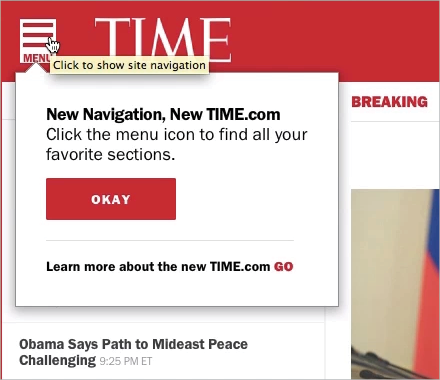 MENU
TIME
Click to show site navigation
BREAKING
New Navigation, New TIME.com
Click the menu icon to find all your
favorite sections.
OKAY
Learn more about the new TIME.com GO
Obama Says Path to Mideast Peace
Challenging 9:25 PM ET